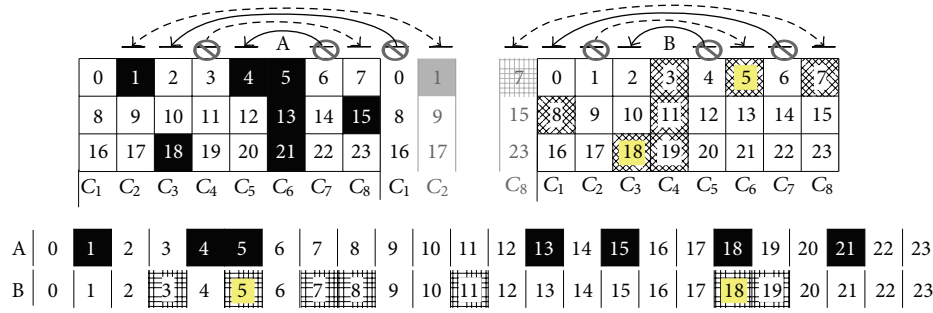 A B
0 1 2 3 4 5 6 7 0 1 7 0 1 2 3 4 5 6 7
8 9 10 11 12 13 14 15 8 9 15 8 9 10 11 12 13 14 15
16 17 18 19 20 21 22 23 16 17 23 16 17 18 19 20 21 22 23
C1 C2 C3 C4 C5 C6 C7 C8 C1 C2 C8 C1 C2 C3 C4 C5 C6 C7 C8
A 0 1 2 3 4 5 6 7 8 9 10 11 12 13 14 15 16 17 18 19 20 21 22 23
B 0 1 2 3 4 5 6 7 8 9 10 11 12 13 14 15 16 17 18 19 20 21 22 23